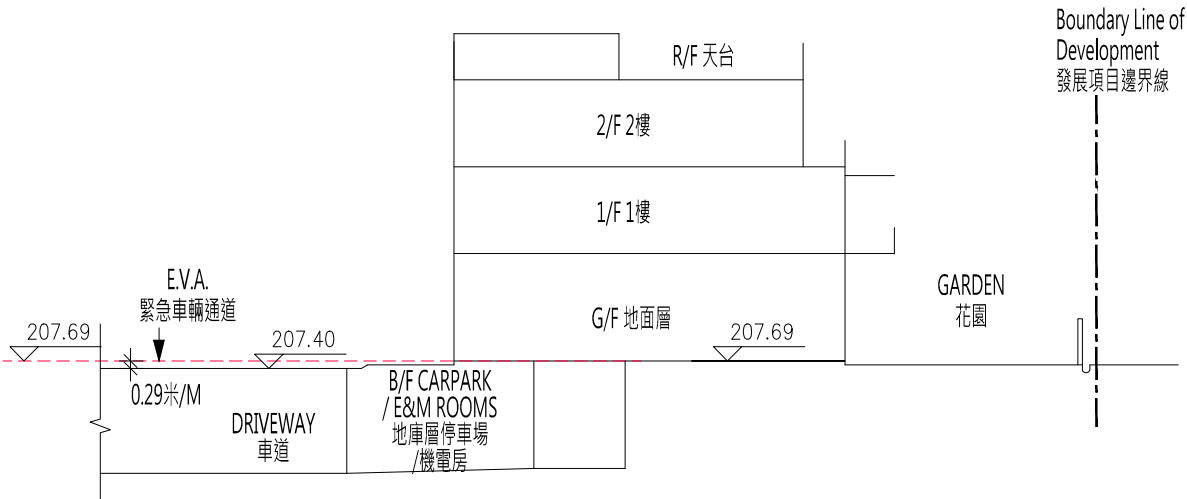 Boundary Line of
Development
發展項目邊界線
R/F 天台
2/F 2樓
1/F 1樓
E.V.A.
緊急車輛通道
GARDEN
花園
G/F 地面層
207.69
207.40
207.69
0.29米/M
B/F CARPARK
/ E&M ROOMS
地庫層停車場
/機電房
DRIVEWAY
車道